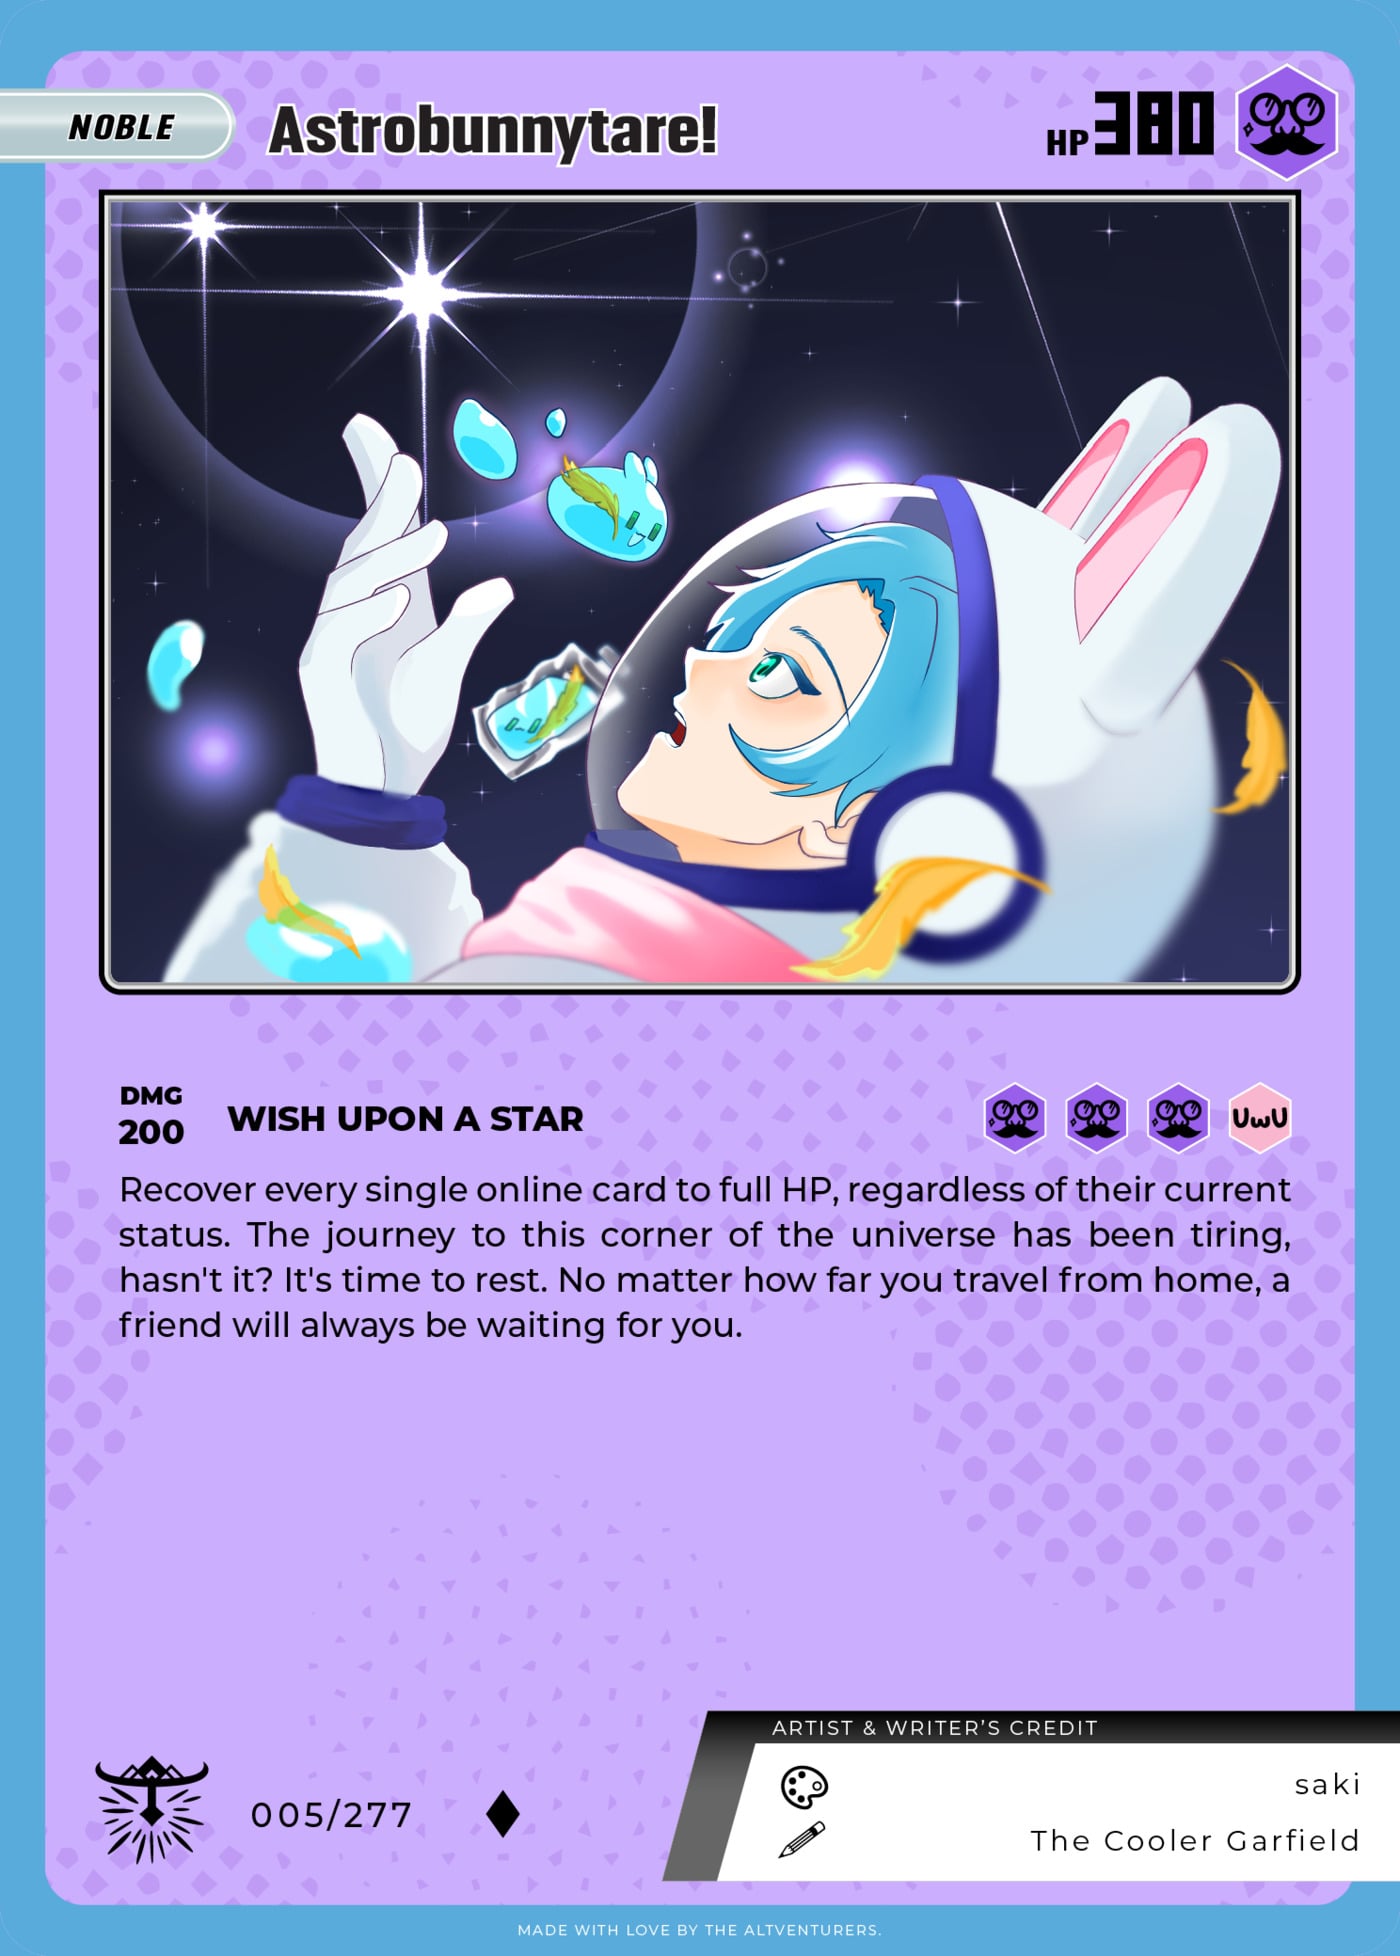 NOBLE
Astrobunnytare!
HP 380
DMG
200
WISH UPON A STAR
UwU
Recover every single online card to full HP, regardless of their current
status. The journey to this corner of the universe has been tiring,
hasn't it? It's time to rest. No matter how far you travel from home, a
friend will always be waiting for you.
005/277
ARTIST & WRITER'S CREDIT
saki
The Cooler Garfield
MADE WITH LOVE BY THE ALTVENTURERS.